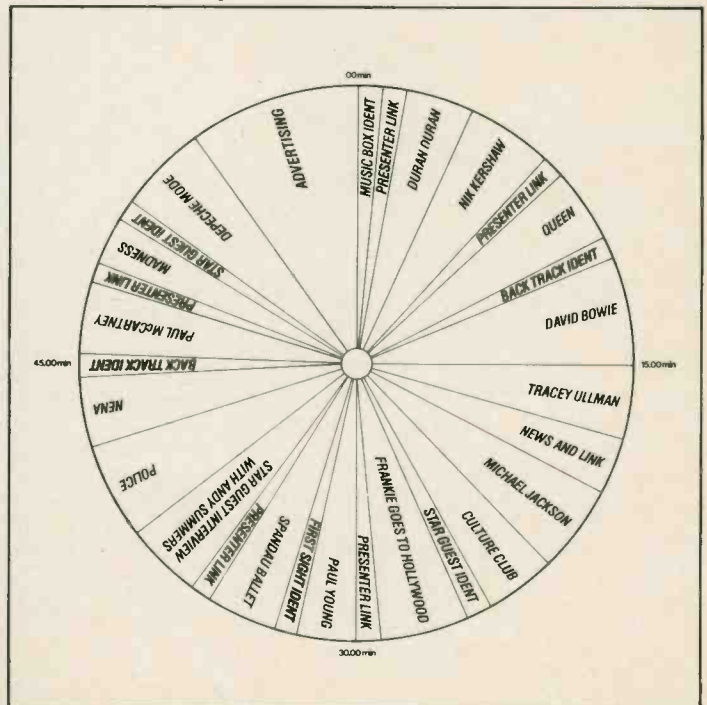 00min
MUSIC BOX IDENT
PRESENTER LINK
DURAN DURAN
NIK KERSHAW
PRESENTER LINK
QUEEN
BACK TRACK IDENT
DAVID BOWIE
15.00min
TRACEY ULLMAN
NEWS AND LINK
MICHAEL JACKSON
CULTURE CLUB
STAR GUEST IDENT
FRANKIE GOES TO HOLLYWOOD
PRESENTER LINK
30.00min
PAUL YOUNG
FIRST SIGHT IDENT
SPANDAU BALLET
PRESENTER LINK
STAR GUEST INTERVIEW
WITH ANDY SUMMERS
POLICE
NENA
45.00min
BACK TRACK IDENT
PAUL McCARTNEY
PRESENTER LINK
MADNESS
STAR GUEST IDENT
DEPECHE MODE
ADVERTISING